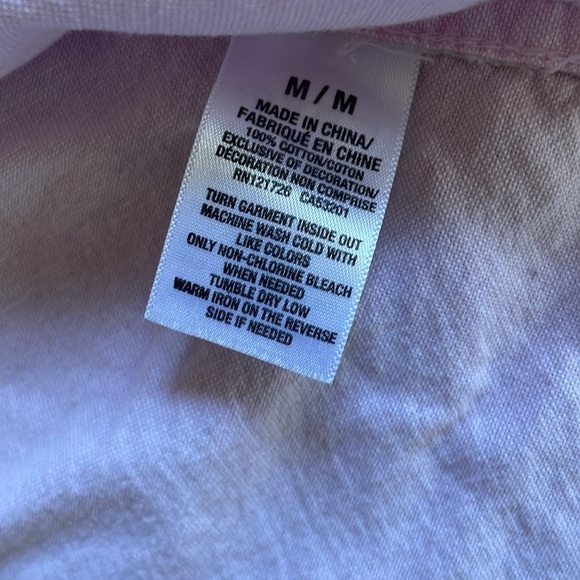 M / M
MADE IN CHINA/
FABRIQUÉ EN CHINE
100% COTTON/COTON
EXCLUSIVE OF DECORATION/
DÉCORATION NON COMPRISE
RN121726 CA53201
TURN GARMENT INSIDE OUT
MACHINE WASH COLD WITH
LIKE COLORS
ONLY NON-CHLORINE BLEACH
WHEN NEEDED
TUMBLE DRY LOW
WARM IRON ON THE REVERSE
SIDE IF NEEDED